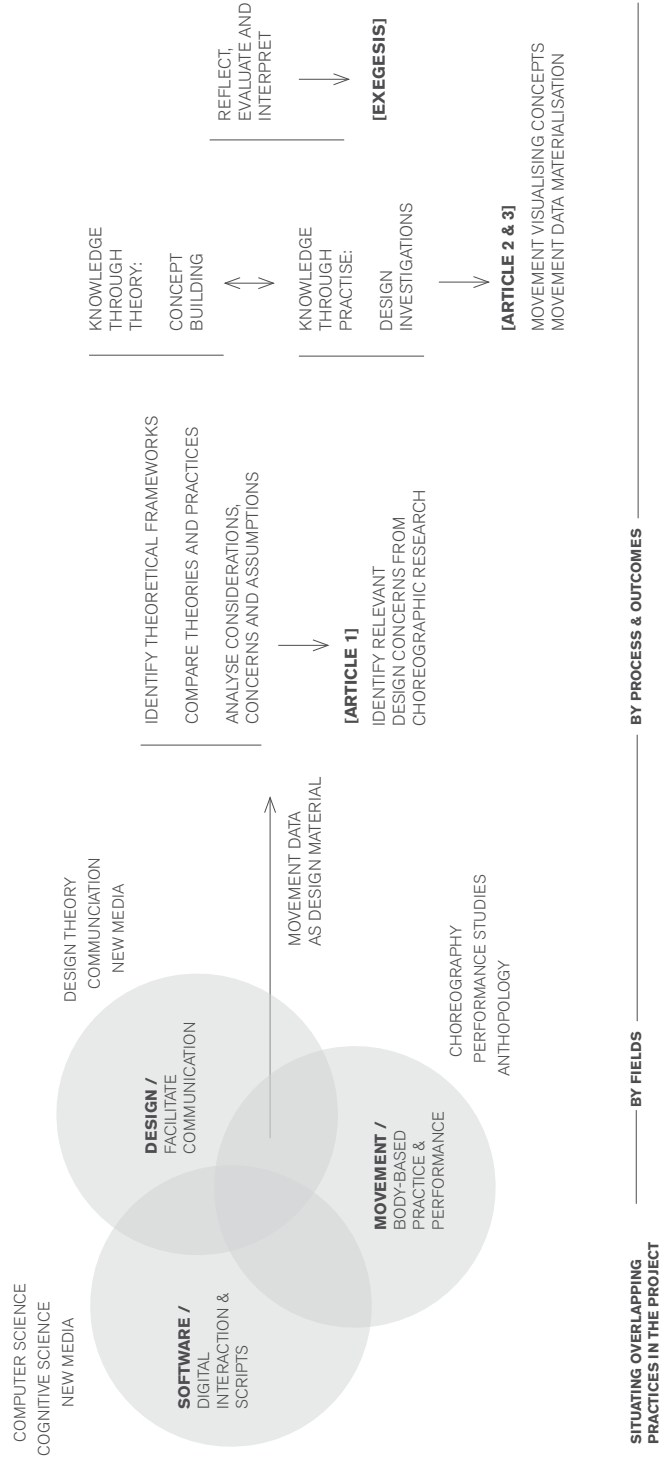 COMPUTER SCIENCE
COGNITIVE SCIENCE
NEW MEDIA
SOFTWARE /
DIGITAL
INTERACTION &
SCRIPTS
DESIGN THEORY
COMMUNCIATION
NEW MEDIA
DESIGN /
FACILITATE
COMMUNICATION
MOVEMENT /
BODY-BASED
PRACTICE &
PERFORMANCE
CHOREOGRAPHY
PERFORMANCE STUDIES
ANTHOPOLOGY
MOVEMENT DATA
AS DESIGN MATERIAL
IDENTIFY THEORETICAL FRAMEWORKS
COMPARE THEORIES AND PRACTICES
ANALYSE CONSIDERATIONS,
CONCERNS AND ASSUMPTIONS
[ARTICLE 1]
IDENTIFY RELEVANT
DESIGN CONCERNS FROM
CHOREOGRAPHIC RESEARCH
KNOWLEDGE
THROUGH
THEORY:
CONCEPT
BUILDING
KNOWLEDGE
THROUGH
PRACTISE:
DESIGN
INVESTIGATIONS
[ARTICLE 2 & 3]
MOVEMENT VISUALISING CONCEPTS
MOVEMENT DATA MATERIALISATION
REFLECT,
EVALUATE AND
INTERPRET
[EXEGESIS]
SITUATING OVERLAPPING
PRACTICES IN THE PROJECT
BY FIELDS
BY PROCESS & OUTCOMES